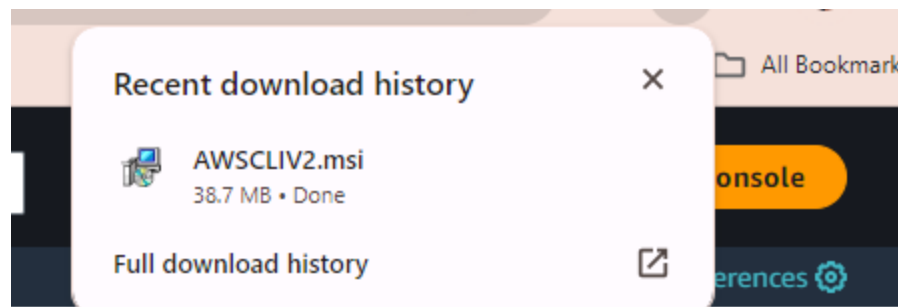 Recent download history
All Bookmark
AWSCLIV2.msi
38.7 MB • Done
onsole
Full download history
erences